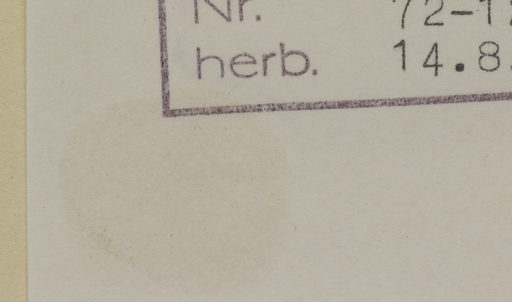 Nr. 72-1
herb. 14.8.